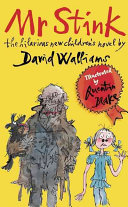 Mr Stink
the hilarious new children's novel by
David Walliams
Illustrated
by
Quentin
Blake